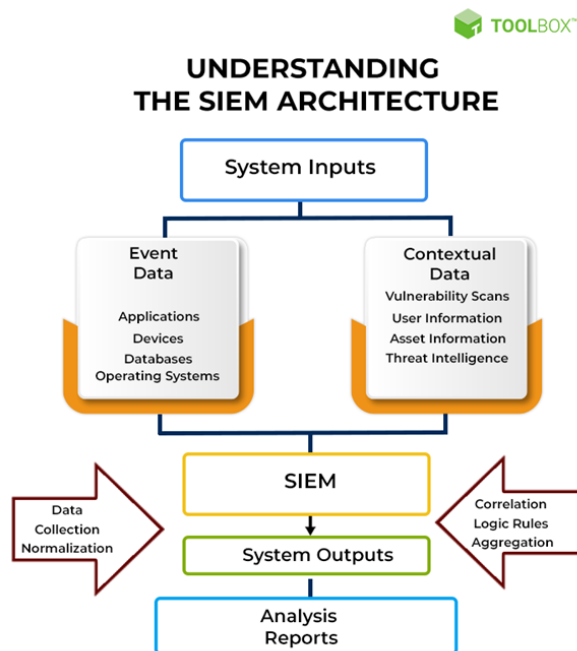 TOOLBOX™
UNDERSTANDING
THE SIEM ARCHITECTURE
System Inputs
Event
Data
Applications
Devices
Databases
Operating Systems
Contextual
Data
Vulnerability Scans
User Information
Asset Information
Threat Intelligence
SIEM
Data
Collection
Normalization
Correlation
Logic Rules
Aggregation
System Outputs
Analysis
Reports